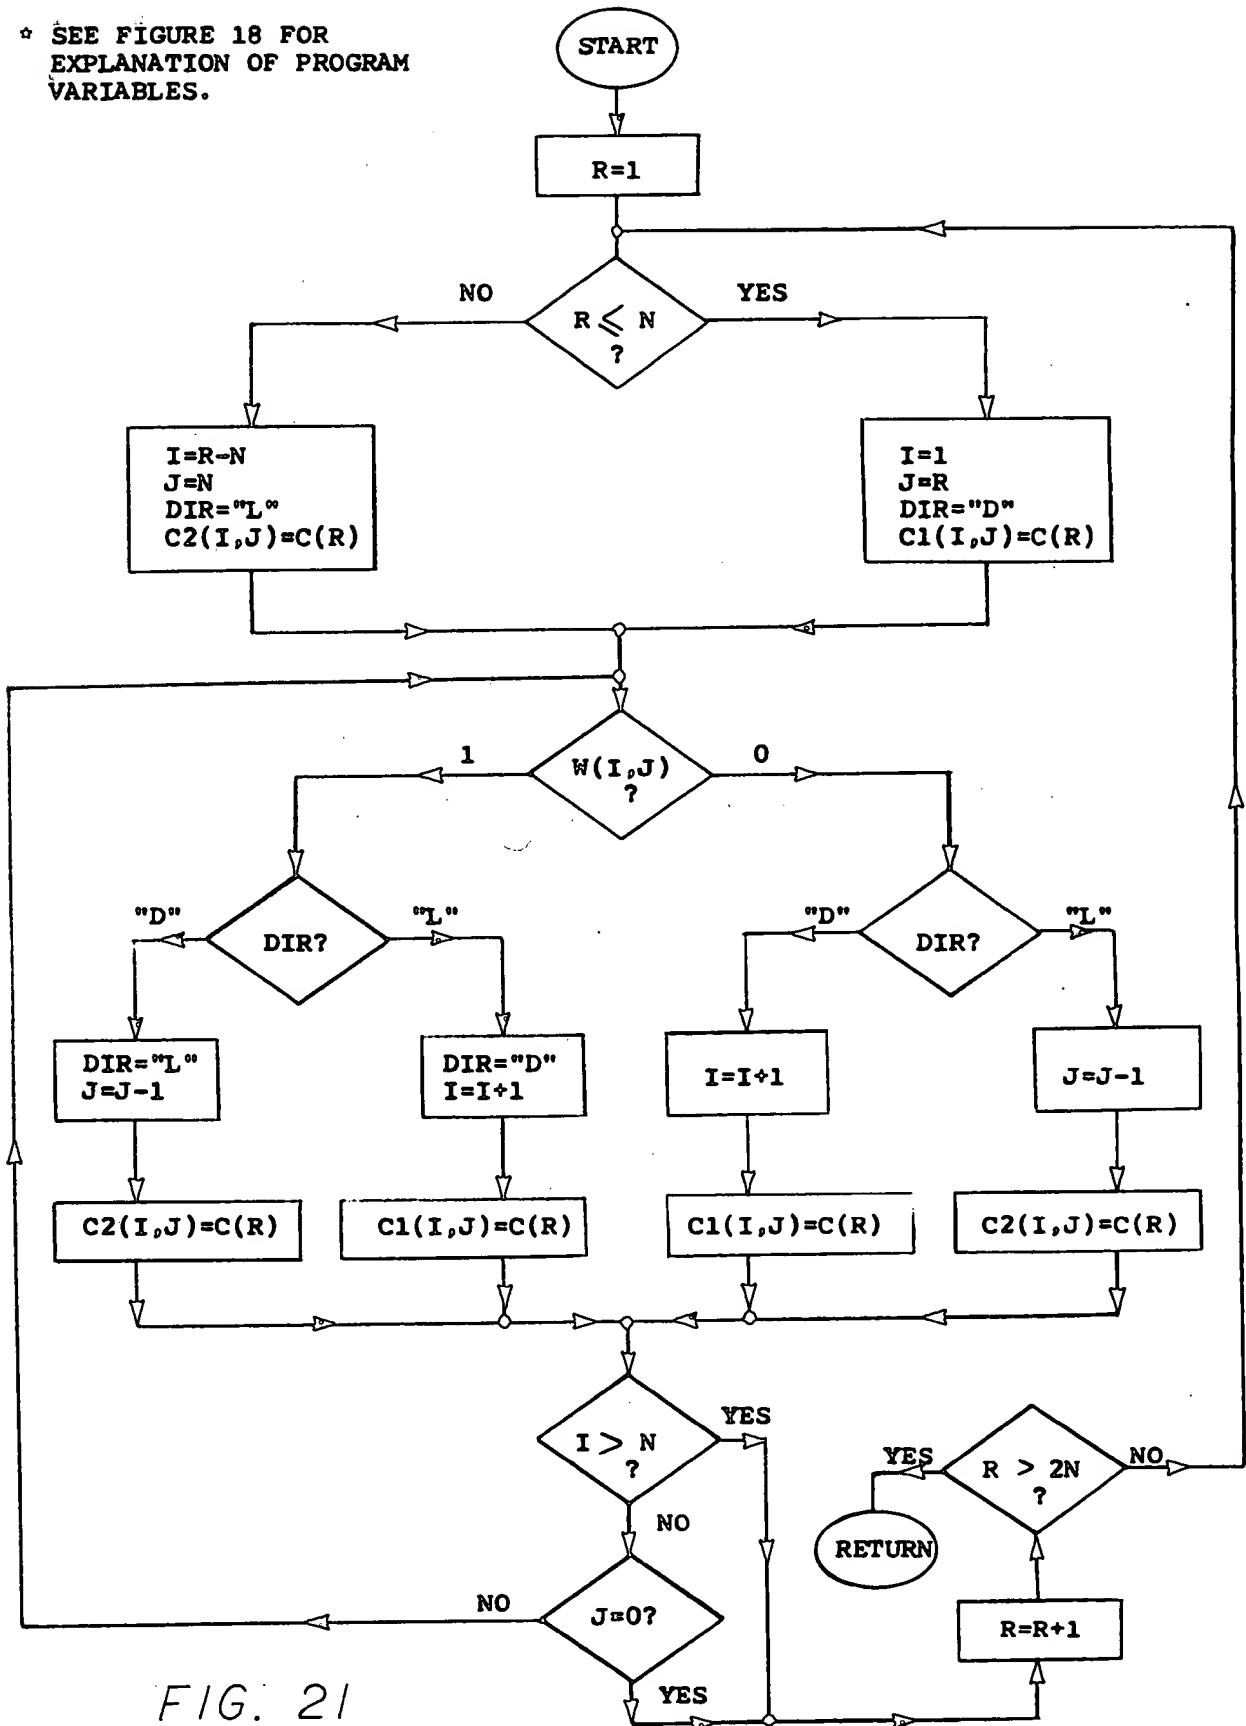 * SEE FIGURE 18 FOR
EXPLANATION OF PROGRAM
VARIABLES.
START
R=1
NO
YES
R ≤ N
?
I=R-N
J=N
DIR="L"
C2(I,J)=C(R)
I=1
J=R
DIR="D"
C1(I,J)=C(R)
1
W(I,J)
?
0
"D"
DIR?
"L"
"D"
DIR?
"L"
DIR="L"
J=J-1
DIR="D"
I=I+1
I=I+1
J=J-1
C2(I,J)=C(R)
C1(I,J)=C(R)
C1(I,J)=C(R)
C2(I,J)=C(R)
I > N
?
YES
NO
YES
R > 2N
?
NO
RETURN
NO
J=0?
R=R+1
YES
FIG. 21